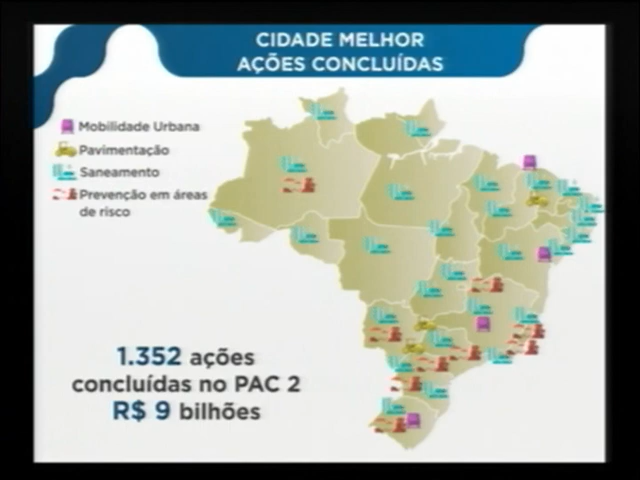 CIDADE MELHOR
AÇÕES CONCLUÍDAS
Mobilidade Urbana
Pavimentação
Saneamento
Prevenção em áreas
de risco
1.352 ações
concluídas no PAC 2
R$ 9 bilhões